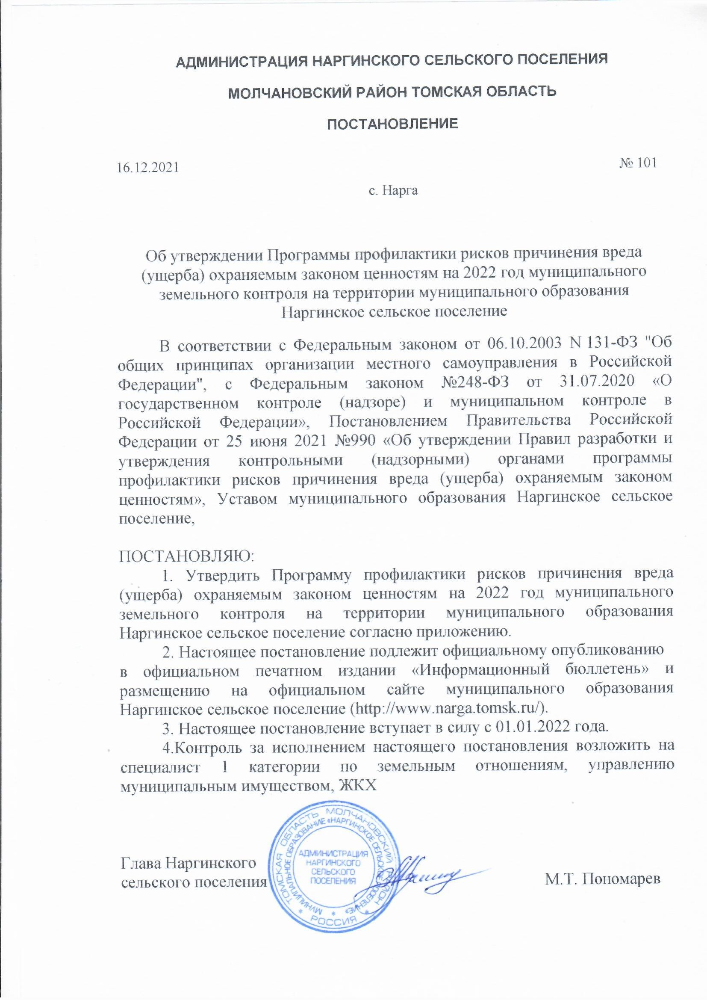 АДМИНИСТРАЦИЯ НАРГИНСКОГО СЕЛЬСКОГО ПОСЕЛЕНИЯ
МОЛЧАНОВСКИЙ РАЙОН ТОМСКАЯ ОБЛАСТЬ
ПОСТАНОВЛЕНИЕ
16.12.2021 № 101
с. Нарга
Об утверждении Программы профилактики рисков причинения вреда
(ущерба) охраняемым законом ценностям на 2022 год муниципального
земельного контроля на территории муниципального образования
Наргинское сельское поселение
В соответствии с Федеральным законом от 06.10.2003 N 131-ФЗ "Об
общих принципах организации местного самоуправления в Российской
Федерации", с Федеральным законом №248-ФЗ от 31.07.2020 «О
государственном контроле (надзоре) и муниципальном контроле в
Российской Федерации», Постановлением Правительства Российской
Федерации от 25 июня 2021 №990 «Об утверждении Правил разработки и
утверждения контрольными (надзорными) органами программы
профилактики рисков причинения вреда (ущерба) охраняемым законом
ценностям», Уставом муниципального образования Наргинское сельское
поселение,
ПОСТАНОВЛЯЮ:
1. Утвердить Программу профилактики рисков причинения вреда
(ущерба) охраняемым законом ценностям на 2022 год муниципального
земельного контроля на территории муниципального образования
Наргинское сельское поселение согласно приложению.
2. Настоящее постановление подлежит официальному опубликованию
в официальном печатном издании «Информационный бюллетень» и
размещению на официальном сайте муниципального образования
Наргинское сельское поселение (http://www.narga.tomsk.ru/).
3. Настоящее постановление вступает в силу с 01.01.2022 года.
4.Контроль за исполнением настоящего постановления возложить на
специалист 1 категории по земельным отношениям, управлению
муниципальным имуществом, ЖКХ
Глава Наргинского
сельского поселения М.Т. Пономарев
ТОМСКАЯ ОБЛАСТЬ МОЛЧАНОВСКИЙ РАЙОН
* РОССИЯ *
МУНИЦИПАЛЬНОЕ ОБРАЗОВАНИЕ «НАРГИНСКОЕ СЕЛЬСКОЕ ПОСЕЛЕНИЕ» *
АДМИНИСТРАЦИЯ
НАРГИНСКОГО
СЕЛЬСКОГО
ПОСЕЛЕНИЯ